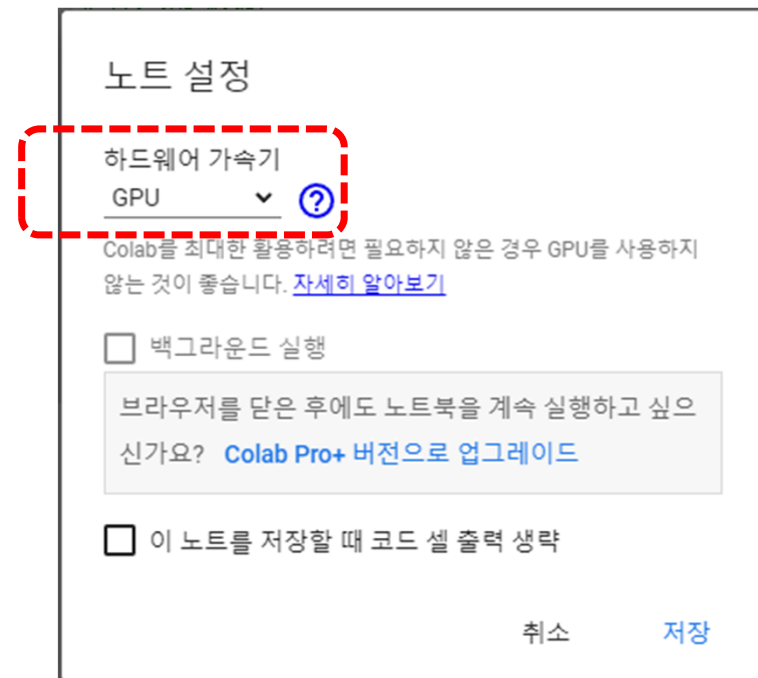 노트 설정
하드웨어 가속기
GPU
?
Colab를 최대한 활용하려면 필요하지 않은 경우 GPU를 사용하지
않는 것이 좋습니다. 자세히 알아보기
백그라운드 실행
브라우저를 닫은 후에도 노트북을 계속 실행하고 싶으
신가요? Colab Pro+ 버전으로 업그레이드
이 노트를 저장할 때 코드 셀 출력 생략
취소 저장